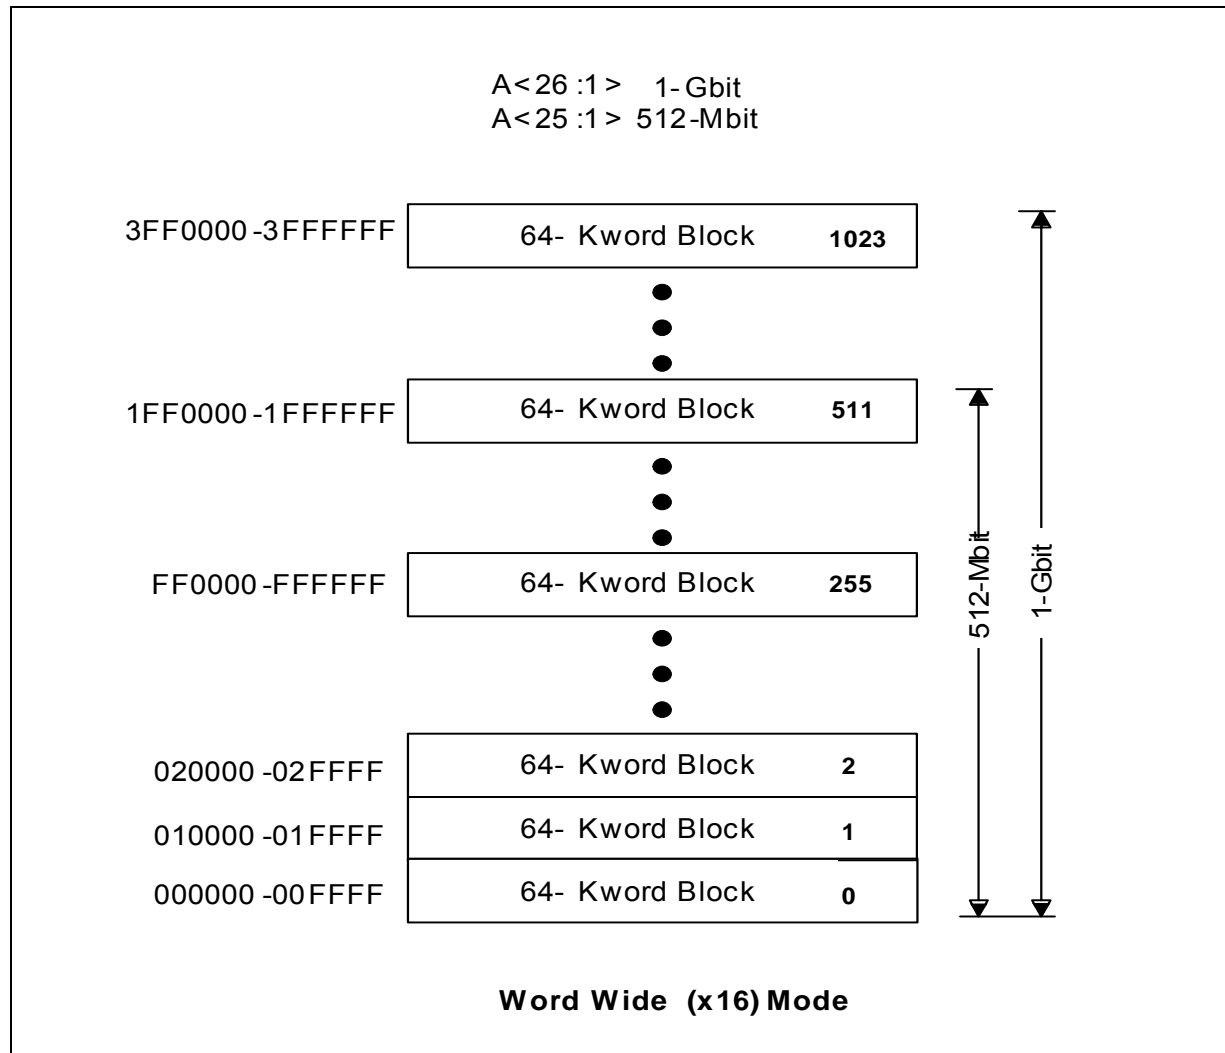 A<26:1> 1-Gbit
A<25:1> 512-Mbit
3FF0000-3FFFFFF 64- Kword Block 1023
1FF0000-1FFFFFF 64- Kword Block 511
FF0000-FFFFFF 64- Kword Block 255
020000-02FFFF 64- Kword Block 2
010000-01FFFF 64- Kword Block 1
000000-00FFFF 64- Kword Block 0
512-Mbit
1-Gbit
Word Wide (x16) Mode